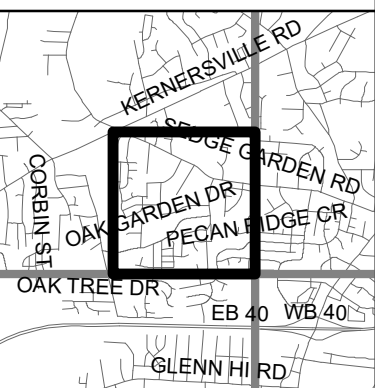 KERNERSVILLE RD
SEDGE GARDEN RD
CORBIN ST
OAK GARDEN DR
PECAN RIDGE CR
OAK TREE DR
EB 40
WB 40
GLENN HI RD